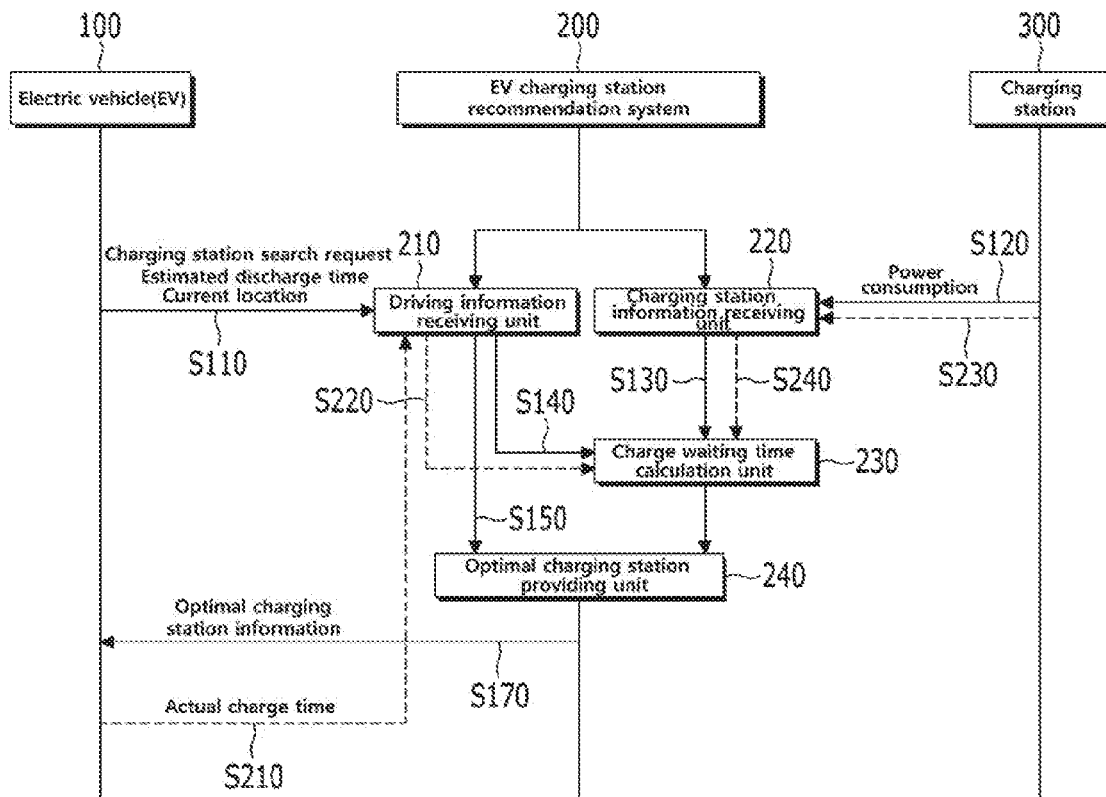 100
200
300
Electric vehicle(EV)
EV charging station
recommendation system
Charging
station
Charging station search request
Estimated discharge time
Current location
210
220
S120
Power
consumption
Driving information
receiving unit
Charging station
information receiving
unit
S110
S230
S220
S130
S240
S140
Charge waiting time
calculation unit
230
S150
Optimal charging station
providing unit
240
Optimal charging
station information
S170
Actual charge time
S210